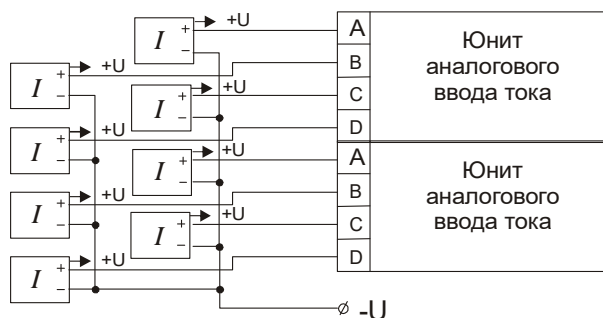 I + – +U
A
Юнит
аналогового
ввода тока
I + – +U
B
I + – +U
C
I + – +U
D
I + – +U
A
Юнит
аналогового
ввода тока
I + – +U
B
I + – +U
C
I + – +U
D
-U